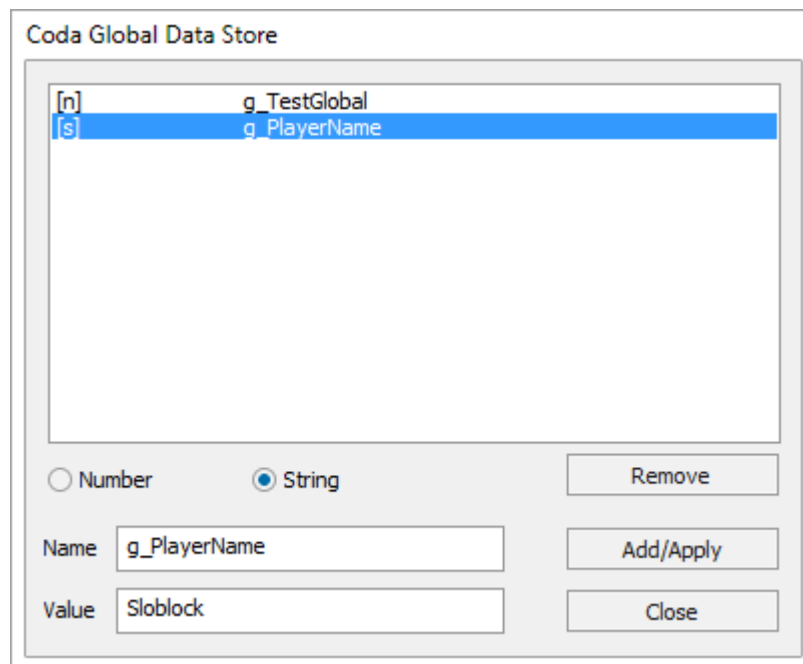 Coda Global Data Store
[n] g_TestGlobal
[s] g_PlayerName
Number String Remove
Name g_PlayerName Add/Apply
Value Sloblock Close